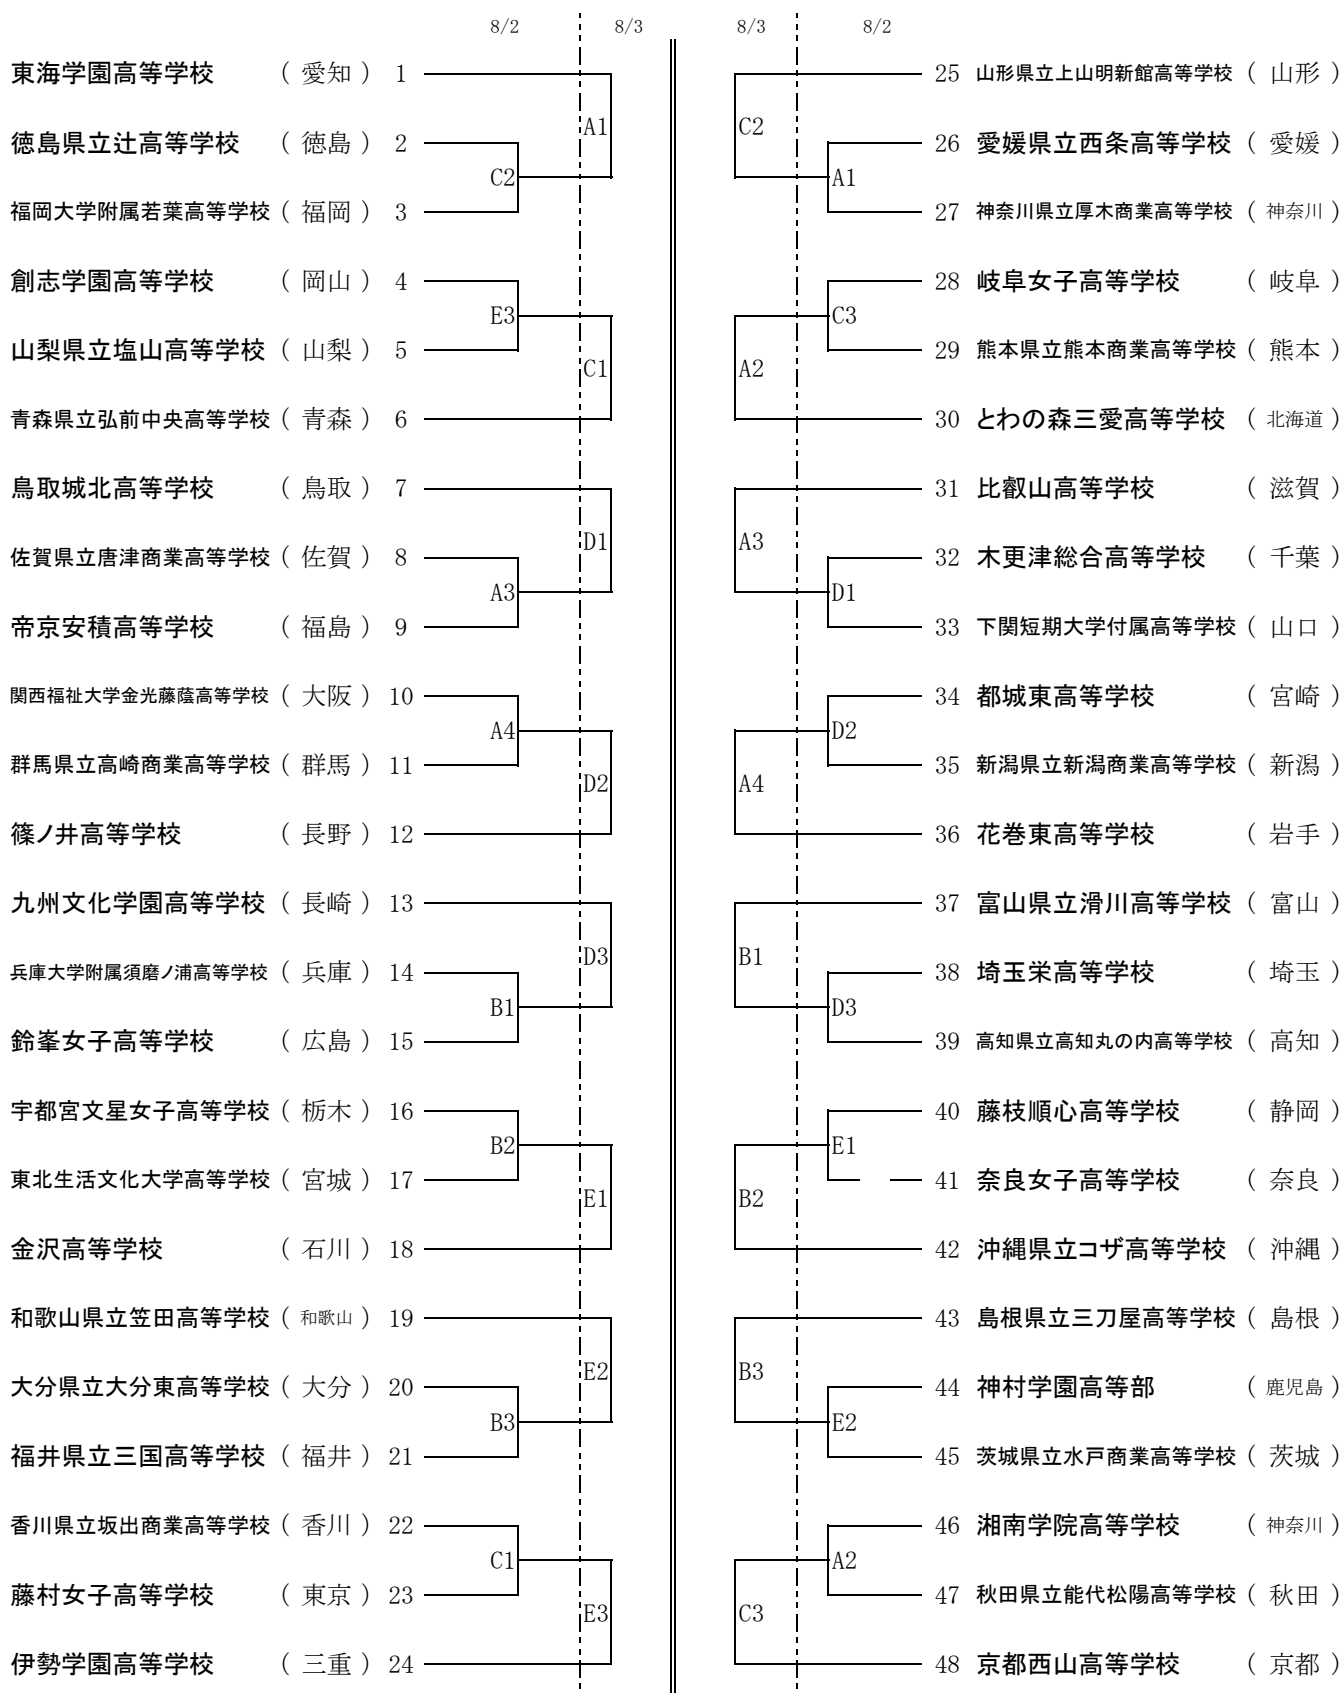 8/2 8/3 8/3 8/2
東海学園高等学校 ( 愛知 ) 1
A1
徳島県立辻高等学校 ( 徳島 ) 2
C2
福岡大学附属若葉高等学校 ( 福岡 ) 3
創志学園高等学校 ( 岡山 ) 4
E3
山梨県立塩山高等学校 ( 山梨 ) 5
C1
青森県立弘前中央高等学校 ( 青森 ) 6
鳥取城北高等学校 ( 鳥取 ) 7
D1
佐賀県立唐津商業高等学校 ( 佐賀 ) 8
A3
帝京安積高等学校 ( 福島 ) 9
関西福祉大学金光藤蔭高等学校 ( 大阪 ) 10
A4
群馬県立高崎商業高等学校 ( 群馬 ) 11
D2
篠ノ井高等学校 ( 長野 ) 12
九州文化学園高等学校 ( 長崎 ) 13
D3
兵庫大学附属須磨ノ浦高等学校 ( 兵庫 ) 14
B1
鈴峯女子高等学校 ( 広島 ) 15
宇都宮文星女子高等学校 ( 栃木 ) 16
B2
東北生活文化大学高等学校 ( 宮城 ) 17
E1
金沢高等学校 ( 石川 ) 18
和歌山県立笠田高等学校 ( 和歌山 ) 19
E2
大分県立大分東高等学校 ( 大分 ) 20
B3
福井県立三国高等学校 ( 福井 ) 21
香川県立坂出商業高等学校 ( 香川 ) 22
C1
藤村女子高等学校 ( 東京 ) 23
E3
伊勢学園高等学校 ( 三重 ) 24
25 山形県立上山明新館高等学校 ( 山形 )
C2
26 愛媛県立西条高等学校 ( 愛媛 )
A1
27 神奈川県立厚木商業高等学校 ( 神奈川 )
28 岐阜女子高等学校 ( 岐阜 )
C3
29 熊本県立熊本商業高等学校 ( 熊本 )
A2
30 とわの森三愛高等学校 ( 北海道 )
31 比叡山高等学校 ( 滋賀 )
A3
32 木更津総合高等学校 ( 千葉 )
D1
33 下関短期大学付属高等学校 ( 山口 )
34 都城東高等学校 ( 宮崎 )
D2
35 新潟県立新潟商業高等学校 ( 新潟 )
A4
36 花巻東高等学校 ( 岩手 )
37 富山県立滑川高等学校 ( 富山 )
B1
38 埼玉栄高等学校 ( 埼玉 )
D3
39 高知県立高知丸の内高等学校 ( 高知 )
40 藤枝順心高等学校 ( 静岡 )
E1
41 奈良女子高等学校 ( 奈良 )
B2
42 沖縄県立コザ高等学校 ( 沖縄 )
43 島根県立三刀屋高等学校 ( 島根 )
B3
44 神村学園高等部 ( 鹿児島 )
E2
45 茨城県立水戸商業高等学校 ( 茨城 )
46 湘南学院高等学校 ( 神奈川 )
A2
47 秋田県立能代松陽高等学校 ( 秋田 )
C3
48 京都西山高等学校 ( 京都 )